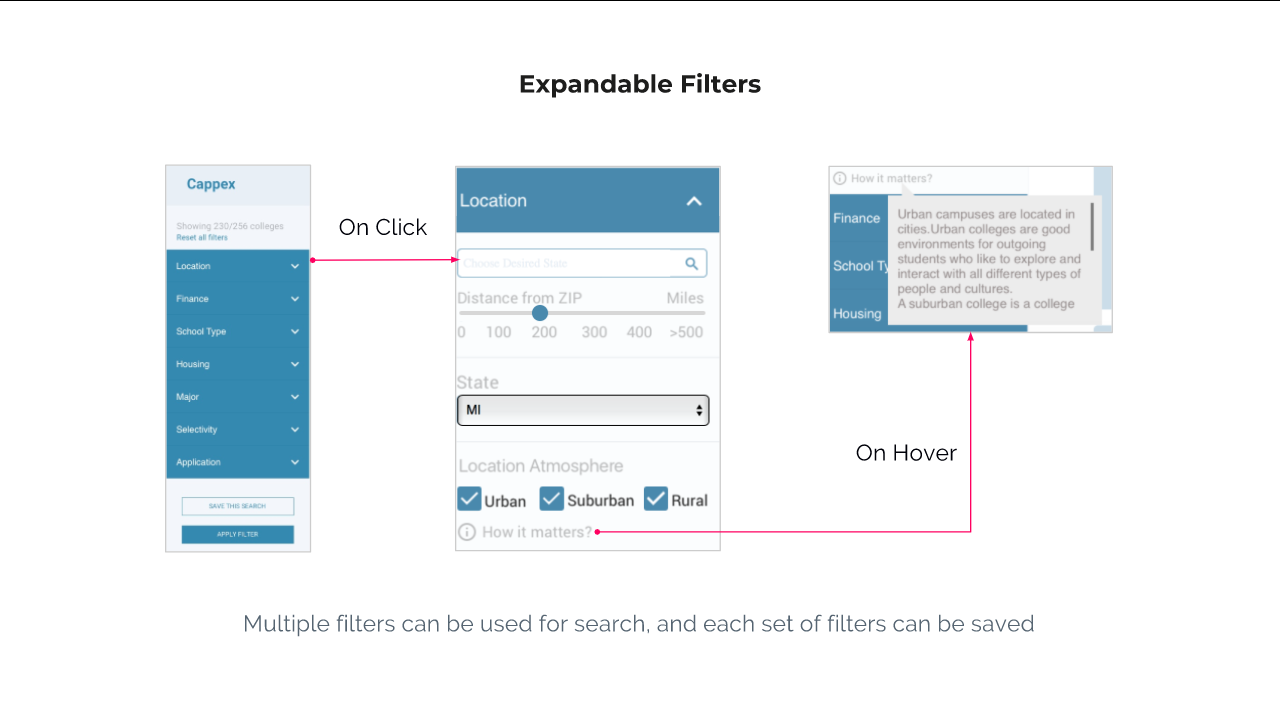 Expandable Filters
Cappex
Showing 230/256 colleges
Reset all filters
Location
Finance
School Type
Housing
Major
Selectivity
Application
SAVE THIS SEARCH
APPLY FILTER
On Click
Location
Choose Desired State
Distance from ZIP Miles
0 100 200 300 400 >500
State
MI
Location Atmosphere
Urban Suburban Rural
How it matters?
On Hover
How it matters?
Finance
School Ty
Housing
Urban campuses are located in
cities.Urban colleges are good
environments for outgoing
students who like to explore and
interact with all different types of
people and cultures.
A suburban college is a college
Multiple filters can be used for search, and each set of filters can be saved